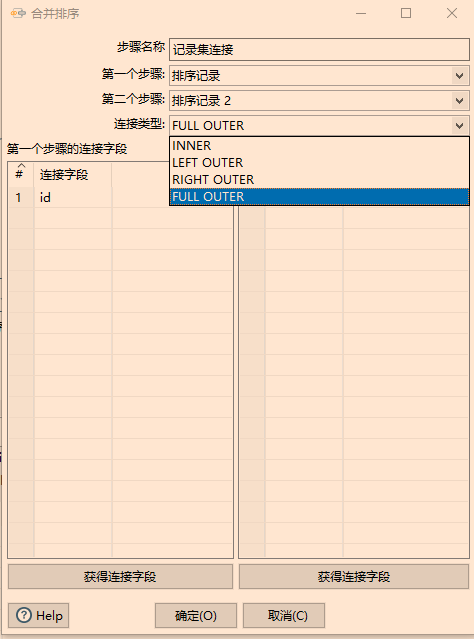 合并排序
步骤名称 记录集连接
第一个步骤: 排序记录
第二个步骤: 排序记录 2
连接类型: FULL OUTER
INNER
LEFT OUTER
RIGHT OUTER
FULL OUTER
第一个步骤的连接字段
# 连接字段
1 id
获得连接字段 获得连接字段
Help 确定(O) 取消(C)